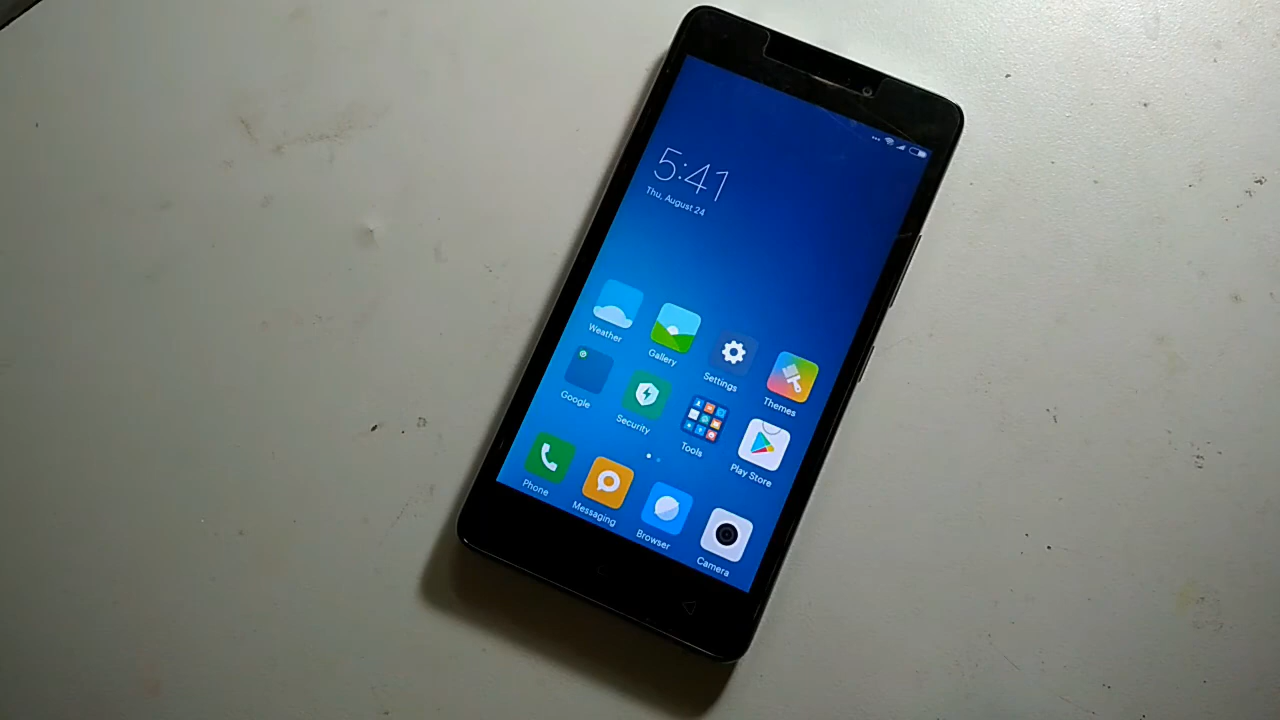 5:41
Thu, August 24
Weather Gallery Settings Themes
Google Security Tools Play Store
Phone Messaging Browser Camera